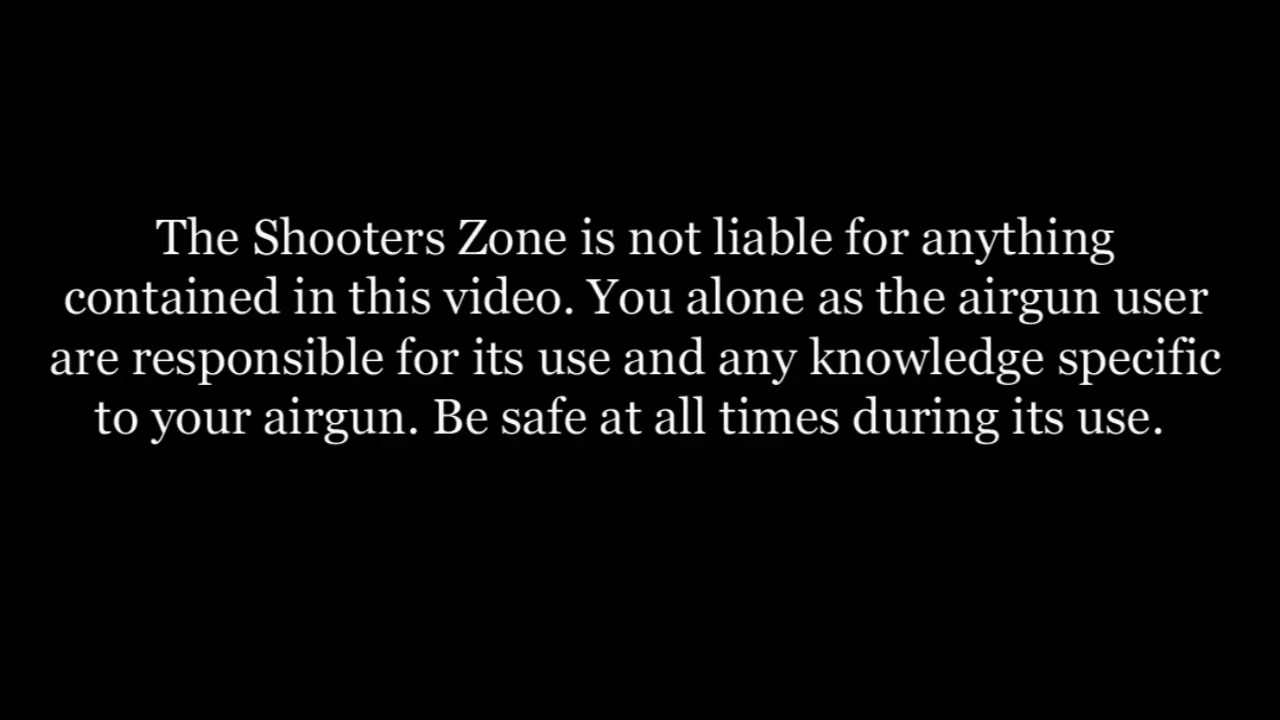 The Shooters Zone is not liable for anything
contained in this video. You alone as the airgun user
are responsible for its use and any knowledge specific
to your airgun. Be safe at all times during its use.